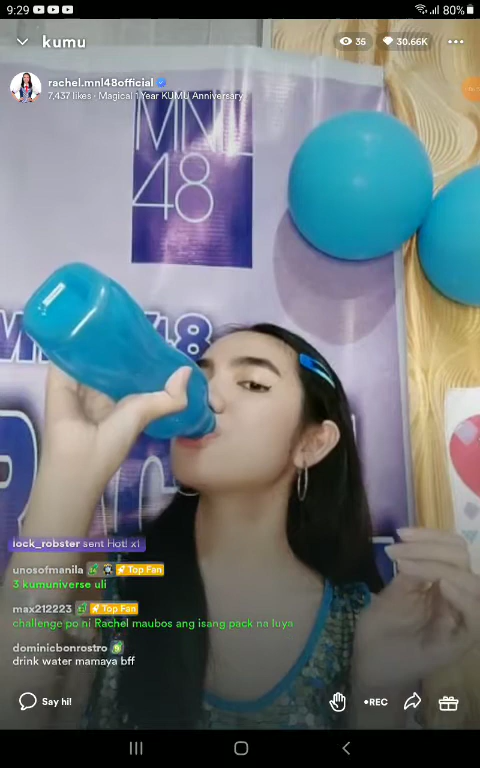 9:29
80%
kumu
35
30.66K
rachel.mnl48official
7,437 likes · Magical 1 Year KUMU Anniversary
MNL
48
48
lock_robster sent Hot! x1
unosofmanila Top Fan
3 kumuniverse uli
max212223 Top Fan
challenge po ni Rachel maubos ang isang pack na luya
dominicbonrostro
drink water mamaya bff
Say hi!
•REC